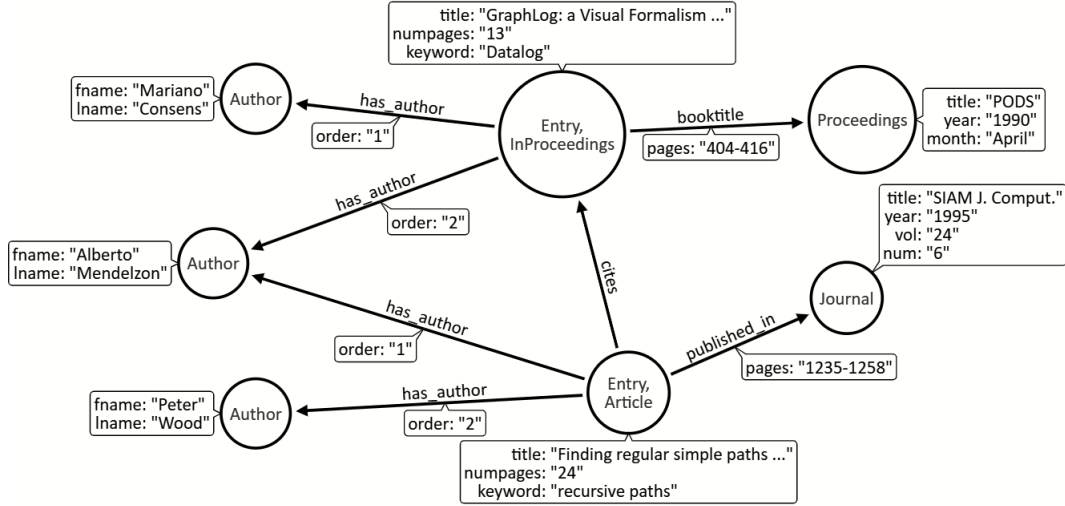 title: "GraphLog: a Visual Formalism ..."
numpages: "13"
keyword: "Datalog"
fname: "Mariano"
lname: "Consens"
Author
has_author
order: "1"
Entry,
InProceedings
booktitle
pages: "404-416"
Proceedings
title: "PODS"
year: "1990"
month: "April"
has_author
order: "2"
title: "SIAM J. Comput."
year: "1995"
vol: "24"
num: "6"
fname: "Alberto"
lname: "Mendelzon"
Author
cites
Journal
has_author
order: "1"
published_in
pages: "1235-1258"
fname: "Peter"
lname: "Wood"
Author
has_author
order: "2"
Entry,
Article
title: "Finding regular simple paths ..."
numpages: "24"
keyword: "recursive paths"